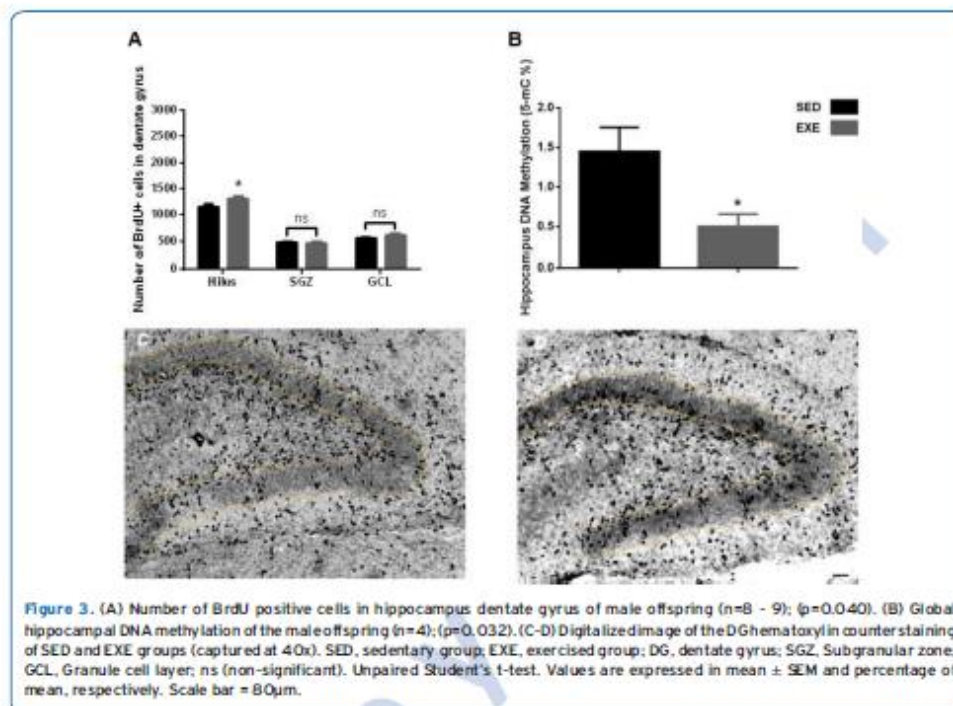 A
B
Number of BrdU+ cells in dentate gyrus
3000
2500
2000
1500
1000
500
0
*
ns
ns
Hilus
SGZ
GCL
Hippocampus DNA Methylation (5-mC %)
2.0
1.5
1.0
0.5
0.0
*
SED
EXE
C
Figure 3. (A) Number of BrdU positive cells in hippocampus dentate gyrus of male offspring (n=8 - 9); (p=0.040). (B) Global
hippocampal DNA methylation of the male offspring (n=4); (p=0.032). (C-D) Digitalized image of the DG hematoxylin counterstaining
of SED and EXE groups (captured at 40x). SED, sedentary group; EXE, exercised group; DG, dentate gyrus; SGZ, Subgranular zone;
GCL, Granule cell layer; ns (non-significant). Unpaired Student's t-test. Values are expressed in mean ± SEM and percentage of
mean, respectively. Scale bar = 80µm.